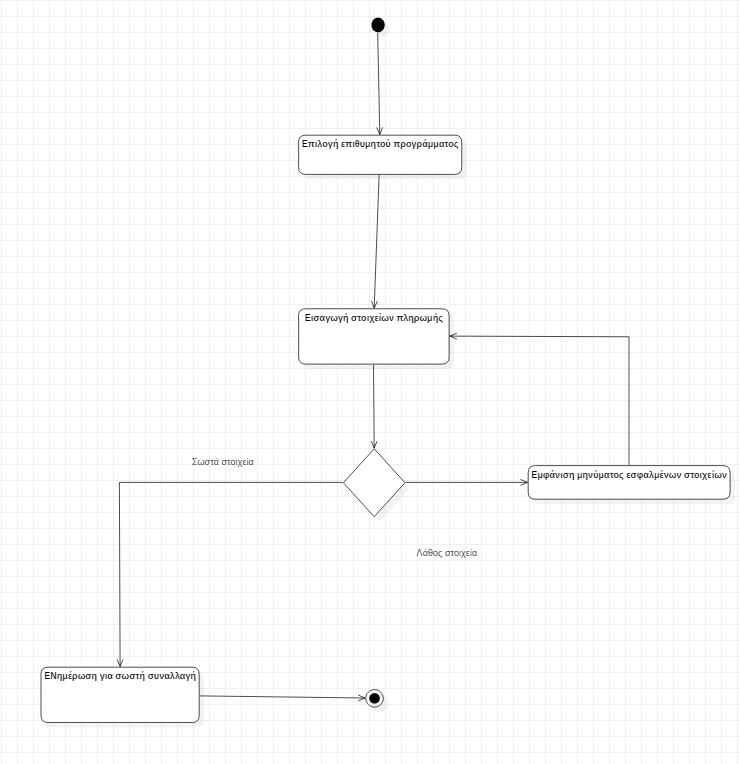 Επιλογή επιθυμητού προγράμματος
Εισαγωγή στοιχείων πληρωμής
Σωστά στοιχεία
Εμφάνιση μηνύματος εσφαλμένων στοιχείων
Λάθος στοιχεία
ΕΝημέρωση για σωστή συναλλαγή